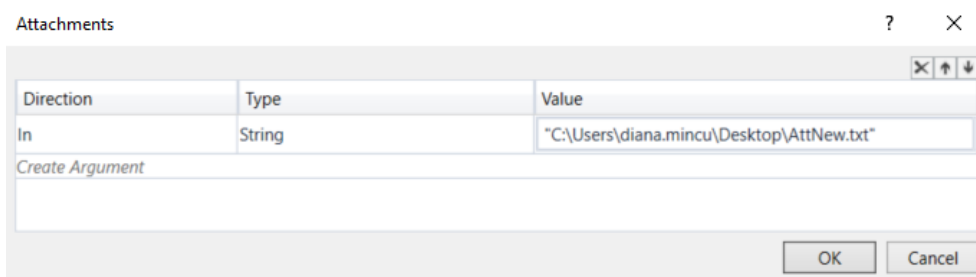 Attachments ?
Direction Type Value
In String "C:\Users\diana.mincu\Desktop\AttNew.txt"
Create Argument
OK Cancel